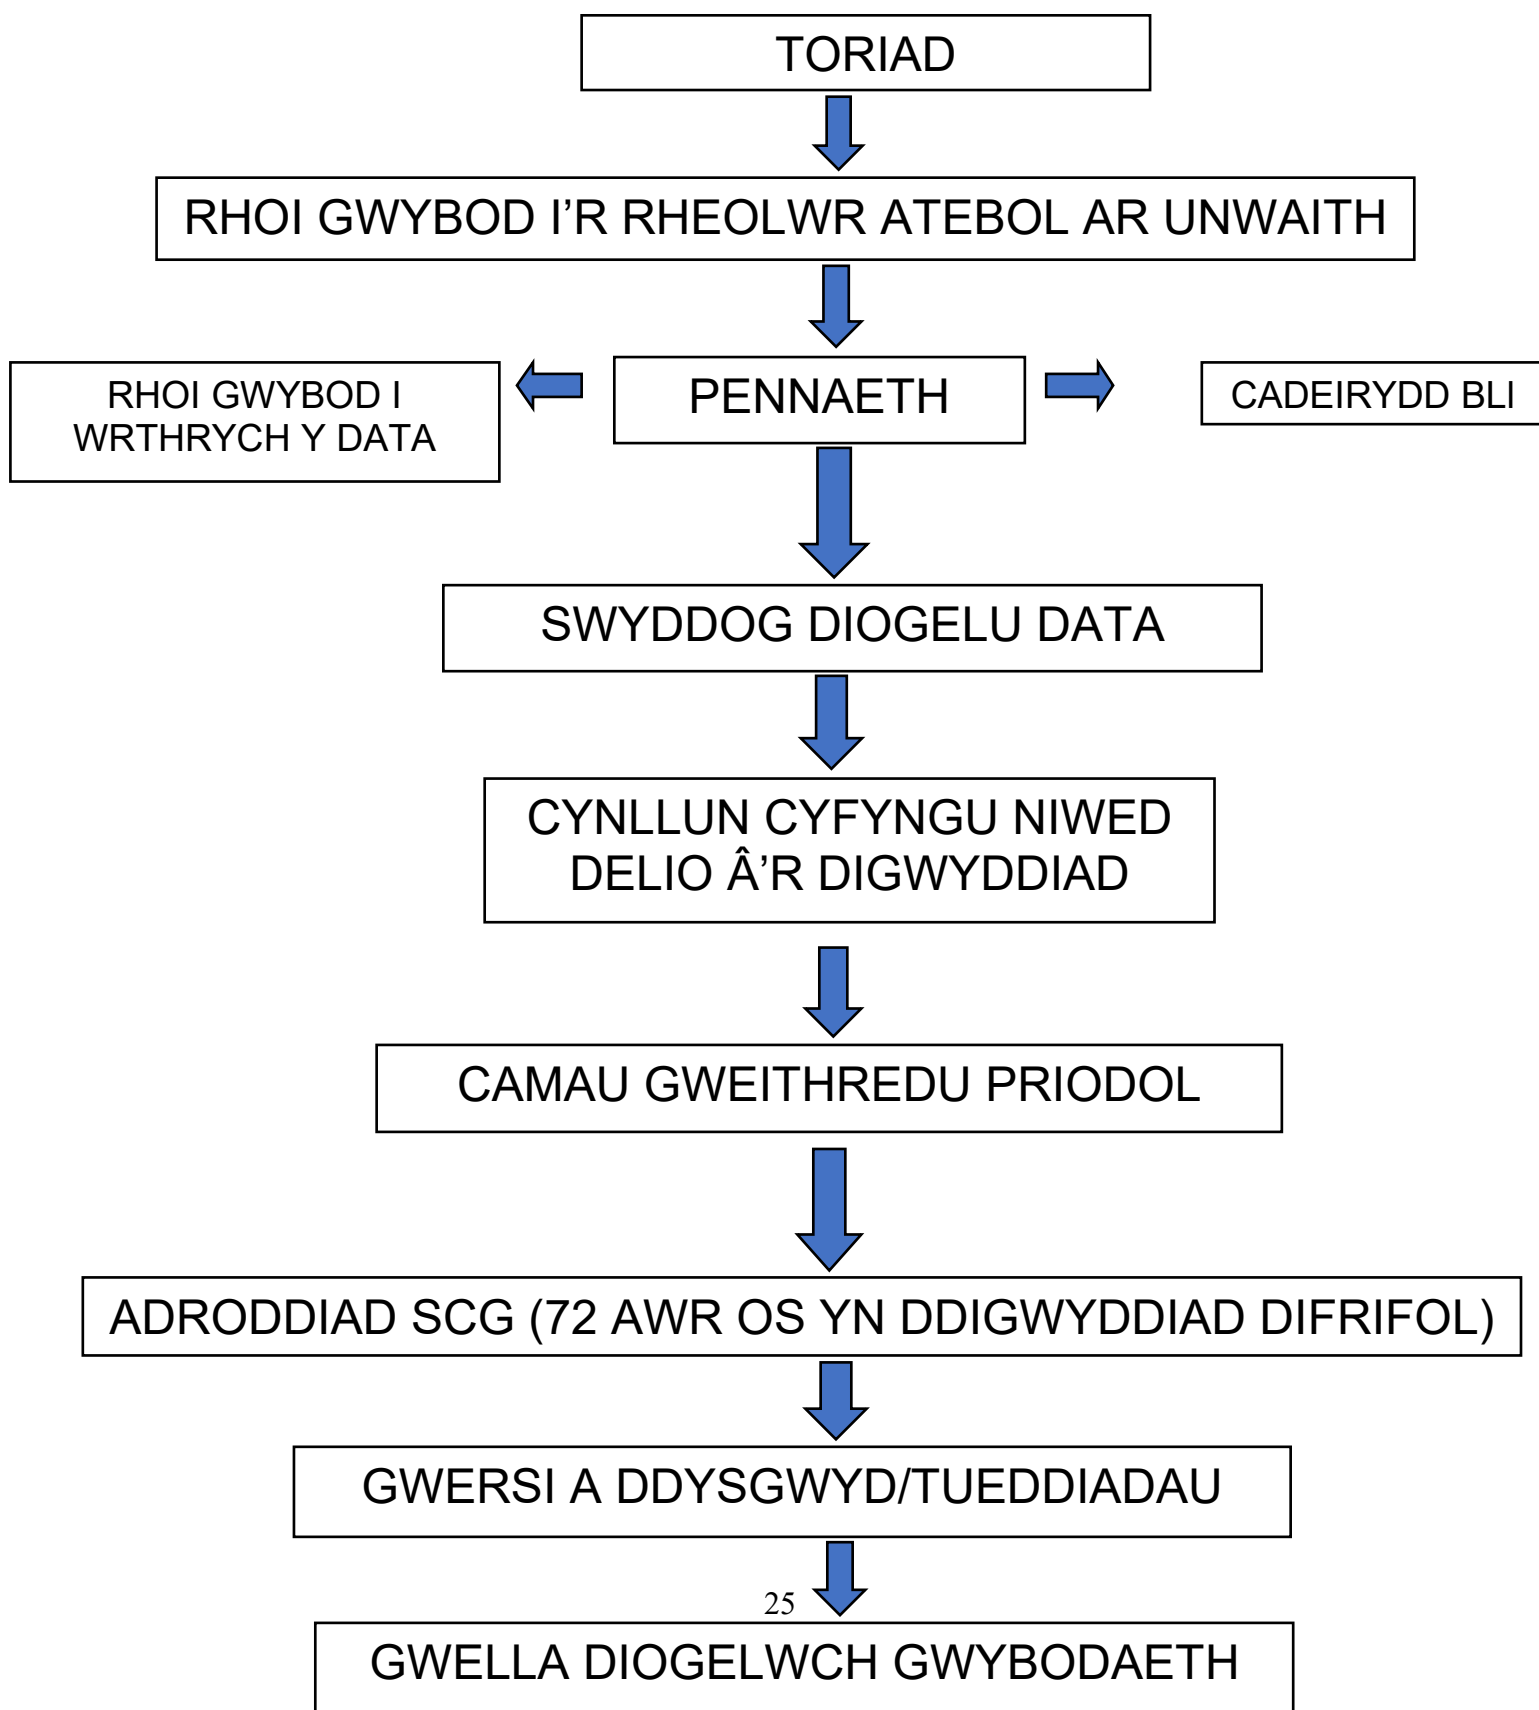 TORIAD
RHOI GWYBOD I’R RHEOLWR ATEBOL AR UNWAITH
RHOI GWYBOD I
WRTHRYCH Y DATA
PENNAETH
CADEIRYDD BLI
SWYDDOG DIOGELU DATA
CYNLLUN CYFYNGU NIWED
DELIO Â’R DIGWYDDIAD
CAMAU GWEITHREDU PRIODOL
ADRODDIAD SCG (72 AWR OS YN DDIGWYDDIAD DIFRIFOL)
GWERSI A DDYSGWYD/TUEDDIADAU
25
GWELLA DIOGELWCH GWYBODAETH